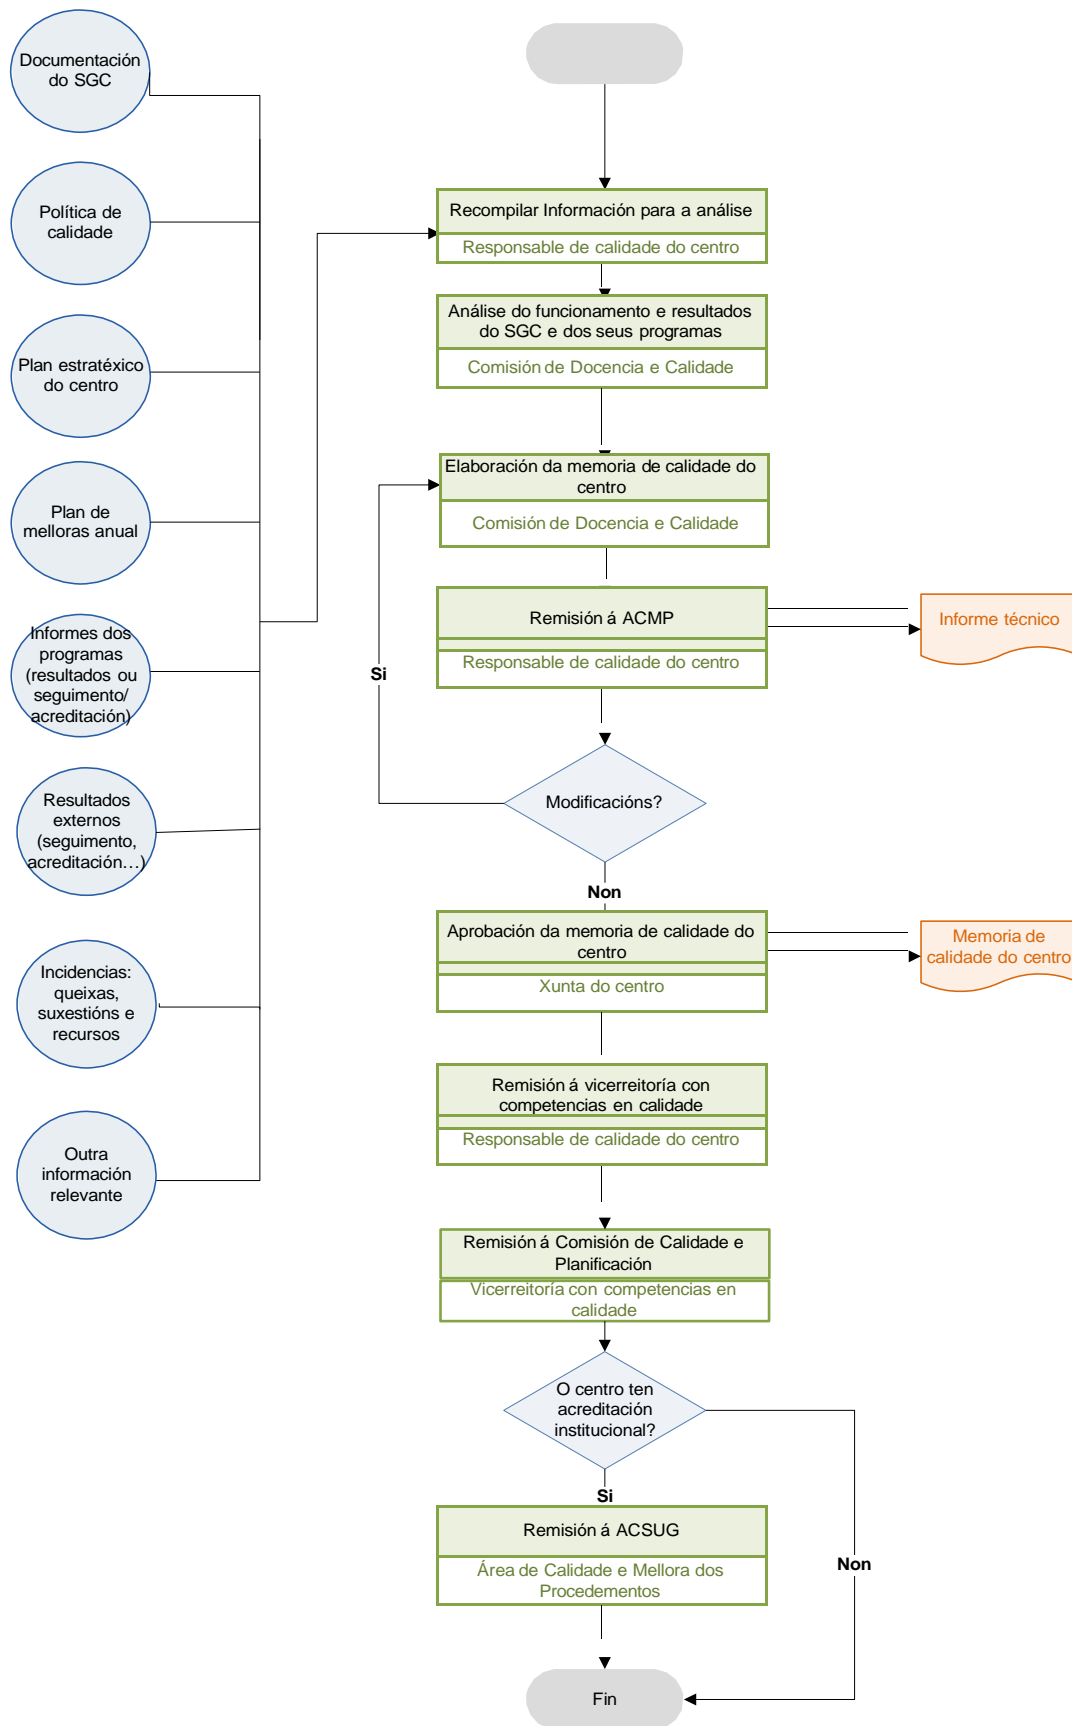 Documentación
do SGC
Política de
calidade
Plan estratéxico
do centro
Plan de
melloras anual
Informes dos
programas
(resultados ou
seguimento/
acreditación)
Resultados
externos
(seguimento,
acreditación…)
Incidencias:
queixas,
suxestións e
recursos
Outra
información
relevante
Recompilar Información para a análise
Responsable de calidade do centro
Análise do funcionamento e resultados
do SGC e dos seus programas
Comisión de Docencia e Calidade
Elaboración da memoria de calidade do
centro
Comisión de Docencia e Calidade
Remisión á ACMP
Responsable de calidade do centro
Informe técnico
Si
Modificacións?
Non
Aprobación da memoria de calidade do
centro
Xunta do centro
Memoria de
calidade do centro
Remisión á vicerreitoría con
competencias en calidade
Responsable de calidade do centro
Remisión á Comisión de Calidade e
Planificación
Vicerreitoría con competencias en
calidade
O centro ten
acreditación
institucional?
Si
Non
Remisión á ACSUG
Área de Calidade e Mellora dos
Procedementos
Fin